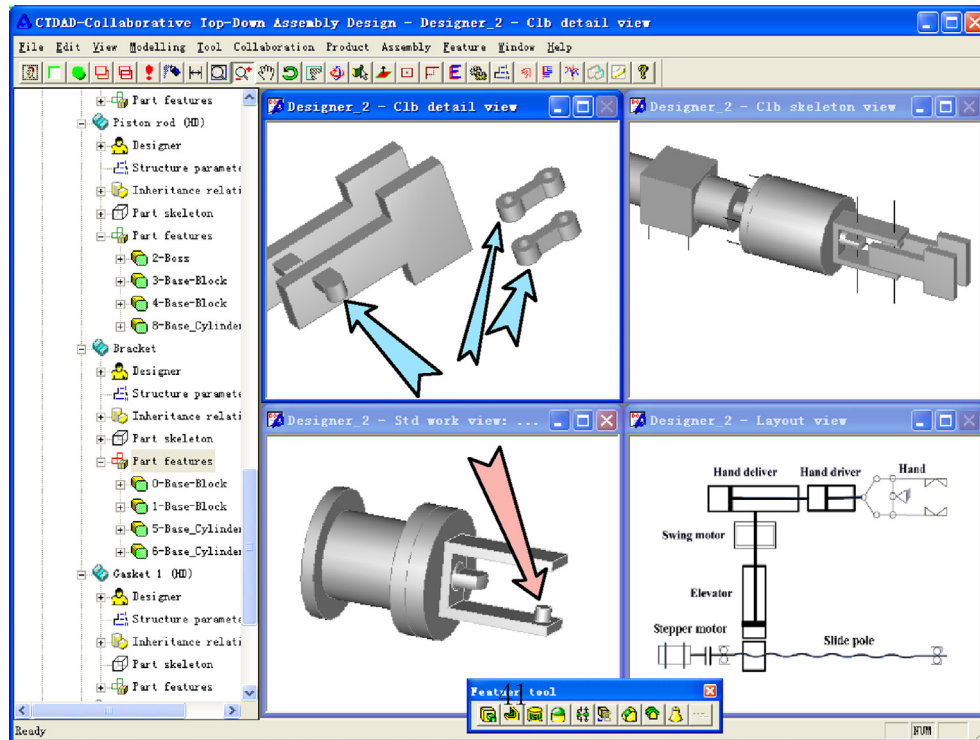 CTDAD-Collaborative Top-Down Assembly Design - Designer_2 - Clb detail view
File Edit View Modelling Tool Collaboration Product Assembly Feature Window Help
Part features
Piston rod (HD)
Designer
Structure paramete
Inheritance relati
Part skeleton
Part features
2-Boss
3-Base-Block
4-Base-Block
8-Base_Cylinder
Bracket
Designer
Structure paramete
Inheritance relati
Part skeleton
Part features
0-Base-Block
1-Base-Block
5-Base_Cylinder
6-Base_Cylinder
Gasket 1 (HD)
Designer
Structure paramete
Inheritance relati
Part skeleton
Part features
Designer_2 - Clb detail view
Designer_2 - Clb skeleton view
Designer_2 - Std work view: ...
Designer_2 - Layout view
Hand deliver
Hand driver
Hand
Swing motor
Elevator
Stepper motor
Slide pole
Featuer tool
41
Ready
NUM